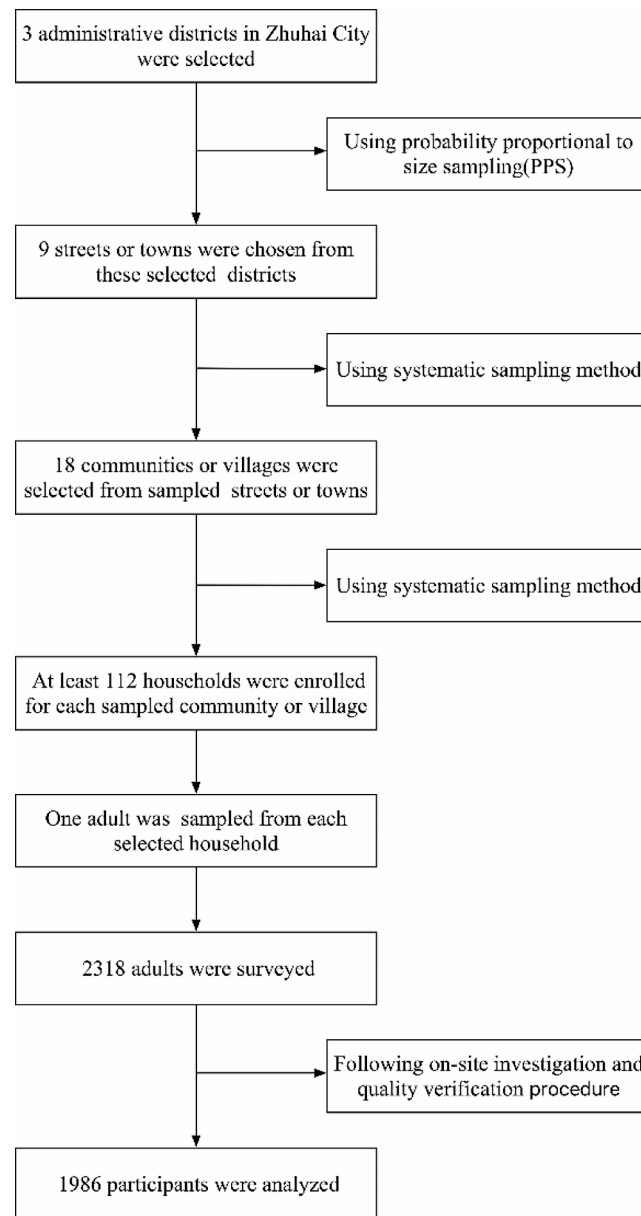 3 administrative districts in Zhuhai City
were selected
Using probability proportional to
size sampling(PPS)
9 streets or towns were chosen from
these selected districts
Using systematic sampling method
18 communities or villages were
selected from sampled streets or towns
Using systematic sampling method
At least 112 households were enrolled
for each sampled community or village
One adult was sampled from each
selected household
2318 adults were surveyed
Following on-site investigation and
quality verification procedure
1986 participants were analyzed